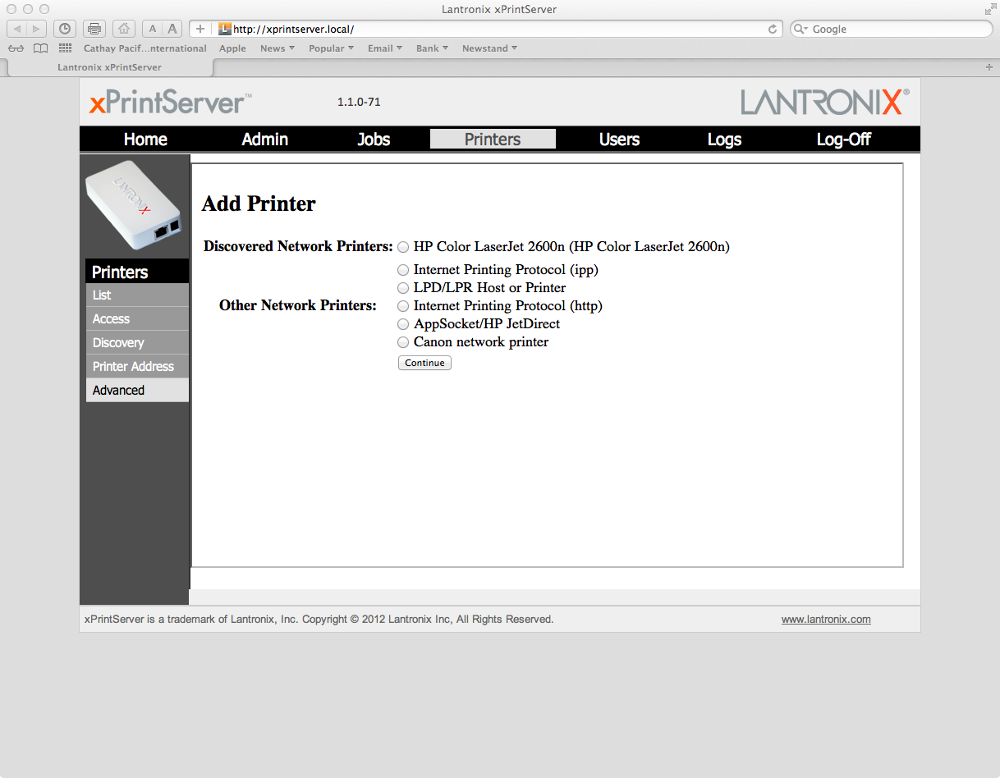 Lantronix xPrintServer
A A
http://xprintserver.local/
Google
Cathay Pacif...nternational Apple News Popular Email Bank Newstand
Lantronix xPrintServer
xPrintServer™ 1.1.0-71 LANTRONIX®
Home Admin Jobs Printers Users Logs Log-Off
LANTRONIX
Printers
List
Access
Discovery
Printer Address
Advanced
Add Printer
Discovered Network Printers: HP Color LaserJet 2600n (HP Color LaserJet 2600n)
Internet Printing Protocol (ipp)
LPD/LPR Host or Printer
Other Network Printers: Internet Printing Protocol (http)
AppSocket/HP JetDirect
Canon network printer
Continue
xPrintServer is a trademark of Lantronix, Inc. Copyright © 2012 Lantronix Inc, All Rights Reserved. www.lantronix.com